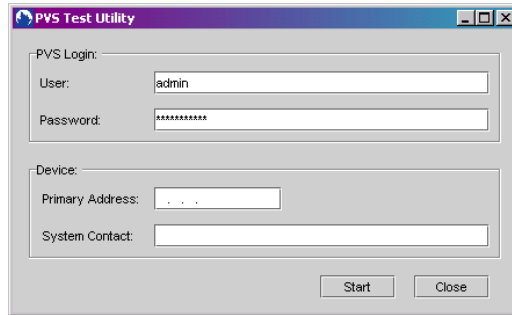 PVS Test Utility
PVS Login:
User: admin
Password: ***********
Device:
Primary Address: . . .
System Contact:
Start Close